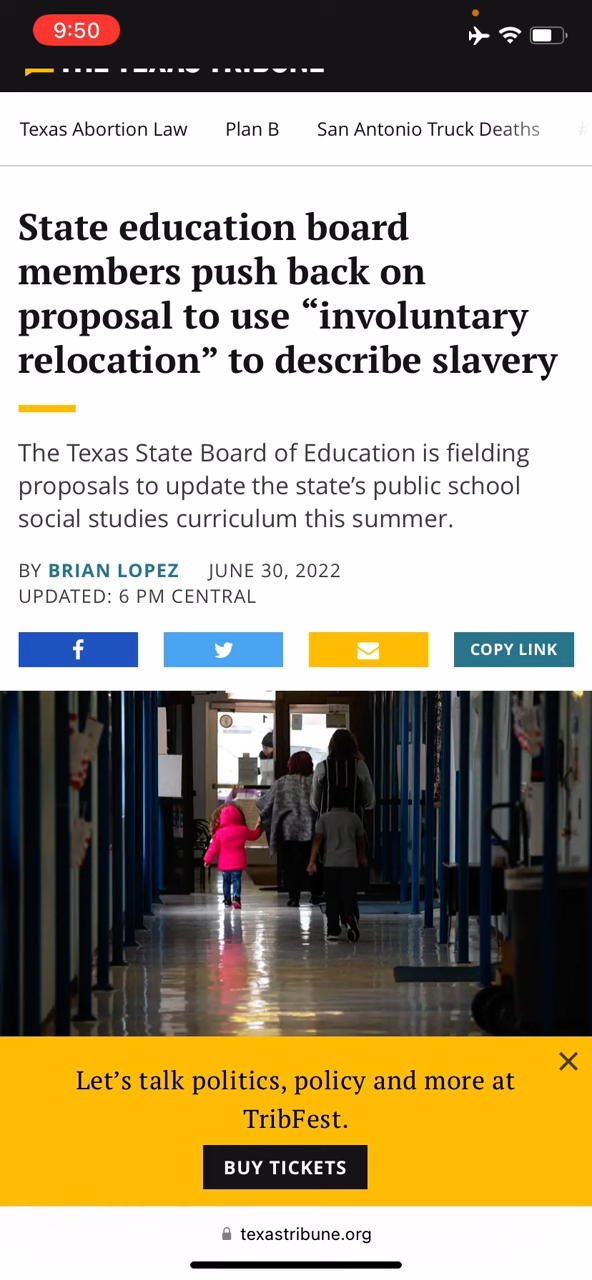 9:50
THE TEXAS TRIBUNE
Texas Abortion Law Plan B San Antonio Truck Deaths #
State education board
members push back on
proposal to use “involuntary
relocation” to describe slavery
The Texas State Board of Education is fielding
proposals to update the state’s public school
social studies curriculum this summer.
BY BRIAN LOPEZ JUNE 30, 2022
UPDATED: 6 PM CENTRAL
COPY LINK
Let’s talk politics, policy and more at
TribFest.
BUY TICKETS
texastribune.org